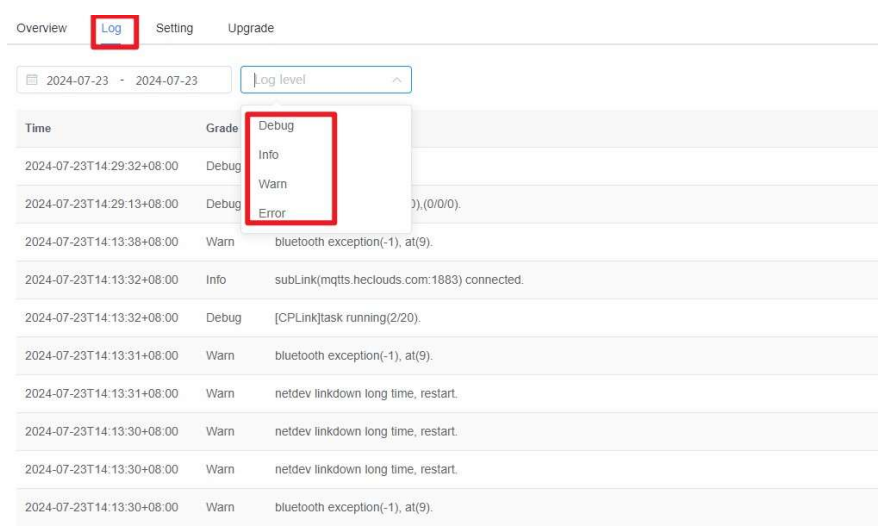 Overview Log Setting Upgrade
2024-07-23 - 2024-07-23 Log level
Debug
Info
Warn
Error
Time Grade
2024-07-23T14:29:32+08:00 Debug
2024-07-23T14:29:13+08:00 Debug ),(0/0/0).
2024-07-23T14:13:38+08:00 Warn bluetooth exception(-1), at(9).
2024-07-23T14:13:32+08:00 Info subLink(mqtts.heclouds.com:1883) connected.
2024-07-23T14:13:32+08:00 Debug [CPLink]task running(2/20).
2024-07-23T14:13:31+08:00 Warn bluetooth exception(-1), at(9).
2024-07-23T14:13:31+08:00 Warn netdev linkdown long time, restart.
2024-07-23T14:13:30+08:00 Warn netdev linkdown long time, restart.
2024-07-23T14:13:30+08:00 Warn netdev linkdown long time, restart.
2024-07-23T14:13:30+08:00 Warn bluetooth exception(-1), at(9).